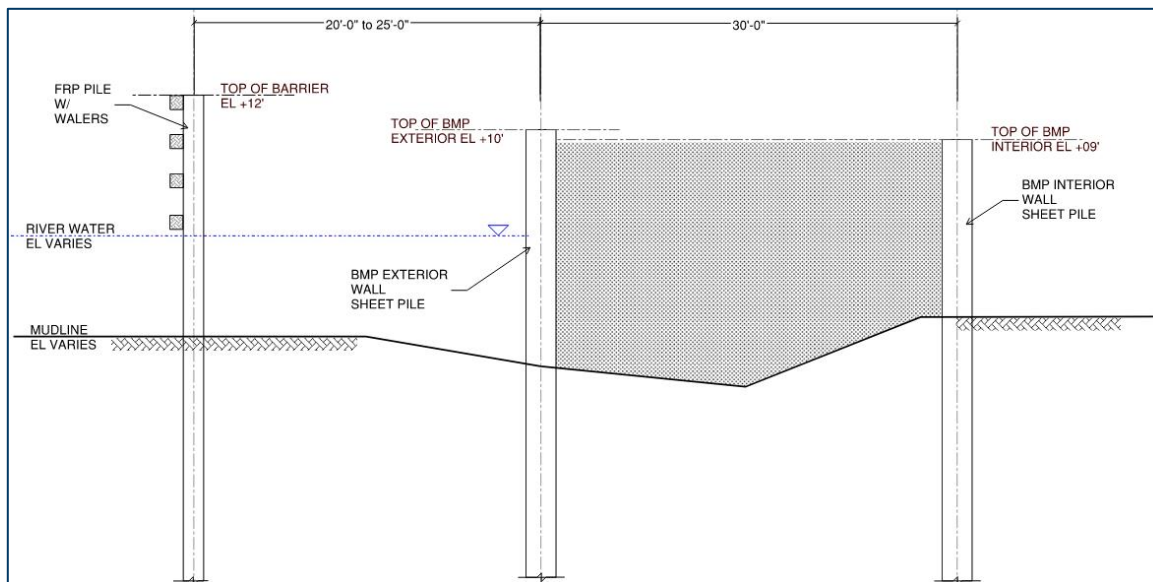 20'-0" to 25'-0"
30'-0"
FRP PILE
W/
WALERS
TOP OF BARRIER
EL +12'
TOP OF BMP
EXTERIOR EL +10'
TOP OF BMP
INTERIOR EL +09'
BMP INTERIOR
WALL
SHEET PILE
RIVER WATER
EL VARIES
BMP EXTERIOR
WALL
SHEET PILE
MUDLINE
EL VARIES